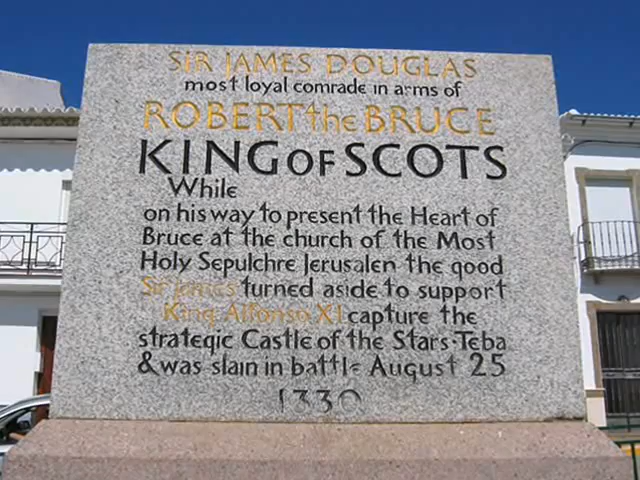 SIR JAMES DOUGLAS
most loyal comrade in arms of
ROBERT the BRUCE
KING OF SCOTS
While
on his way to present the Heart of
Bruce at the church of the Most
Holy Sepulchre Jerusalen the good
Sir James turned aside to support
King Alfonso XI capture the
strategic Castle of the Stars·Teba
& was slain in battle August 25
1330